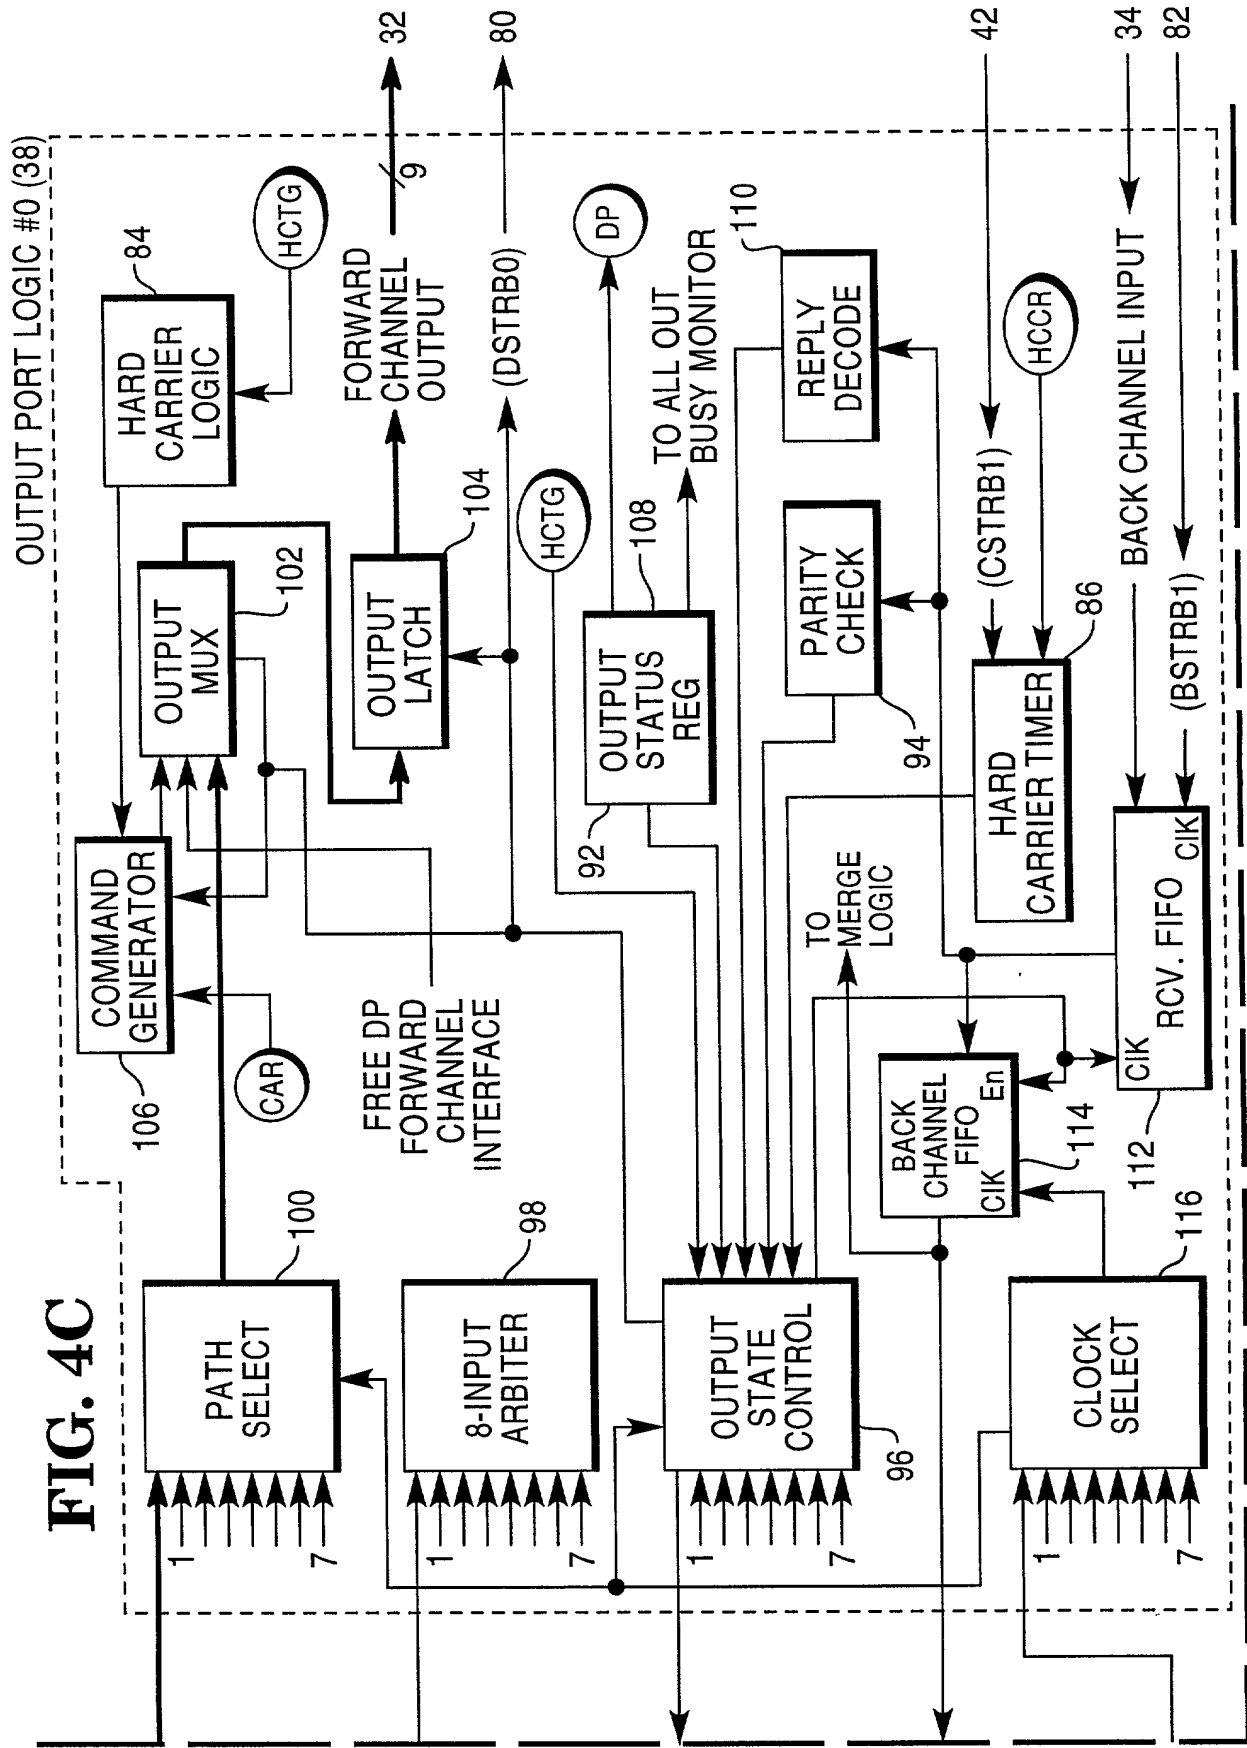 FIG. 4C
OUTPUT PORT LOGIC #0 (38)
PATH
SELECT
100
1
7
8-INPUT
ARBITER
98
1
7
OUTPUT
STATE
CONTROL
96
1
7
CLOCK
SELECT
116
1
7
COMMAND
GENERATOR
106
CAR
OUTPUT
MUX
102
HARD
CARRIER
LOGIC
84
HCTG
FREE DP
FORWARD
CHANNEL
INTERFACE
OUTPUT
LATCH
104
FORWARD
CHANNEL
OUTPUT
9
32
(DSTRB0)
80
HCTG
OUTPUT
STATUS
REG
92
108
DP
TO ALL OUT
BUSY MONITOR
PARITY
CHECK
94
REPLY
DECODE
110
TO
MERGE
LOGIC
HARD
CARRIER TIMER
86
(CSTRB1)
42
HCCR
BACK
CHANNEL
FIFO
ClK
En
114
ClK
RCV. FIFO
ClK
112
BACK CHANNEL INPUT
34
(BSTRB1)
82